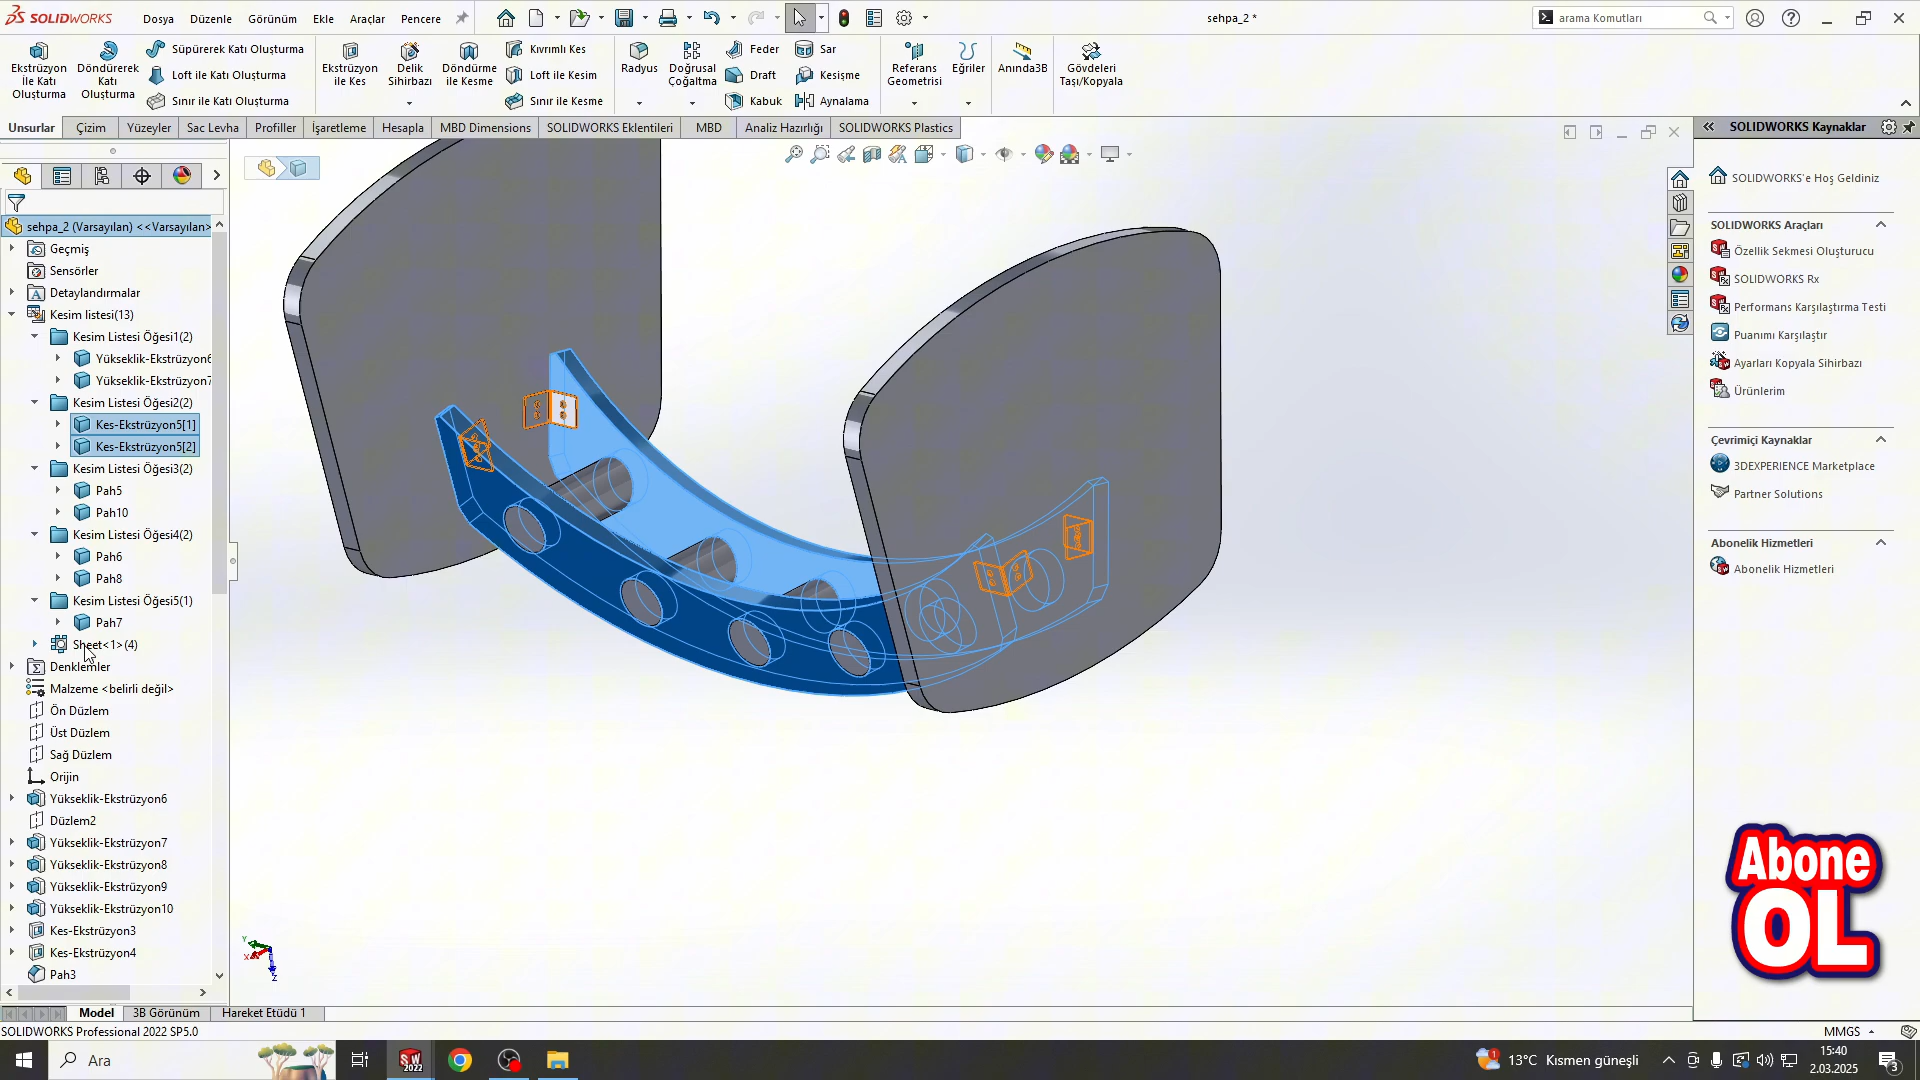 SOLIDWORKS
Dosya
Düzenle
Görünüm
Ekle
Araçlar
Pencere
sehpa_2 *
arama Komutları
Ekstrüzyon İle Katı Oluşturma
Döndürerek Katı Oluşturma
Süpürerek Katı Oluşturma
Loft ile Katı Oluşturma
Sınır ile Katı Oluşturma
Ekstrüzyon ile Kes
Delik Sihirbazı
Döndürme ile Kesme
Kıvrımlı Kes
Loft ile Kesim
Sınır ile Kesme
Radyus
Doğrusal Çoğaltma
Feder
Draft
Kabuk
Sar
Kesişme
Aynalama
Referans Geometrisi
Eğriler
Anında3B
Gövdeleri Taşı/Kopyala
Unsurlar
Çizim
Yüzeyler
Sac Levha
Profiller
İşaretleme
Hesapla
MBD Dimensions
SOLIDWORKS Eklentileri
MBD
Analiz Hazırlığı
SOLIDWORKS Plastics
sehpa_2 (Varsayılan) <<Varsayılan>
Geçmiş
Sensörler
Detaylandırmalar
Kesim listesi(13)
Kesim Listesi Öğesi1(2)
Yükseklik-Ekstrüzyon6
Yükseklik-Ekstrüzyon7
Kesim Listesi Öğesi2(2)
Kes-Ekstrüzyon5[1]
Kes-Ekstrüzyon5[2]
Kesim Listesi Öğesi3(2)
Pah5
Pah10
Kesim Listesi Öğesi4(2)
Pah6
Pah8
Kesim Listesi Öğesi5(1)
Pah7
Sheet<1>(4)
Denklemler
Malzeme <belirli değil>
Ön Düzlem
Üst Düzlem
Sağ Düzlem
Orijin
Yükseklik-Ekstrüzyon6
Düzlem2
Yükseklik-Ekstrüzyon7
Yükseklik-Ekstrüzyon8
Yükseklik-Ekstrüzyon9
Yükseklik-Ekstrüzyon10
Kes-Ekstrüzyon3
Kes-Ekstrüzyon4
Pah3
Y
X
Z
SOLIDWORKS Kaynaklar
SOLIDWORKS'e Hoş Geldiniz
SOLIDWORKS Araçları
Özellik Sekmesi Oluşturucu
SOLIDWORKS Rx
Performans Karşılaştırma Testi
Puanımı Karşılaştır
Ayarları Kopyala Sihirbazı
Ürünlerim
Çevrimiçi Kaynaklar
3DEXPERIENCE Marketplace
Partner Solutions
Abonelik Hizmetleri
Abonelik Hizmetleri
Abone
OL
Model
3B Görünüm
Hareket Etüdü 1
SOLIDWORKS Professional 2022 SP5.0
MMGS
Ara
SW
2022
1
13°C Kısmen güneşli
15:40
2.03.2025
3